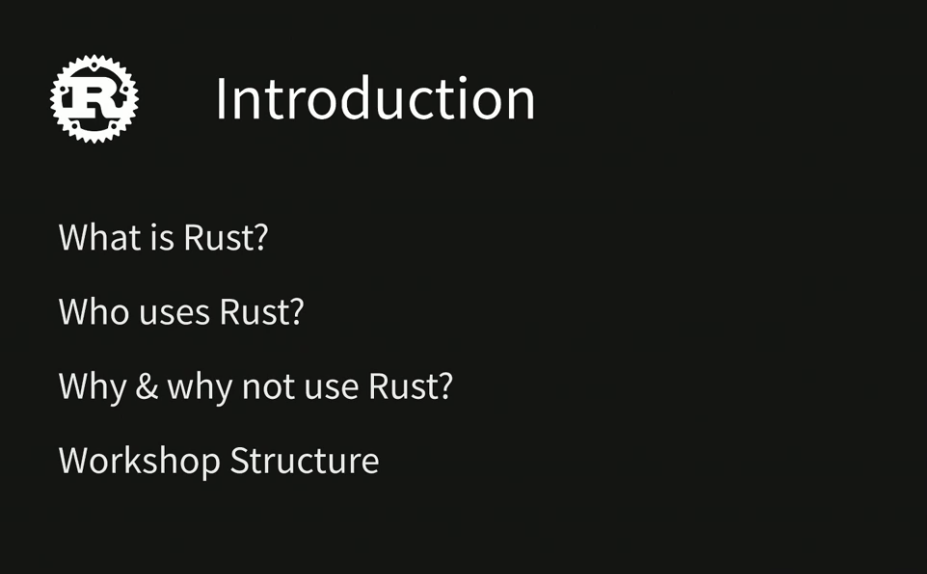 Introduction
What is Rust?
Who uses Rust?
Why & why not use Rust?
Workshop Structure